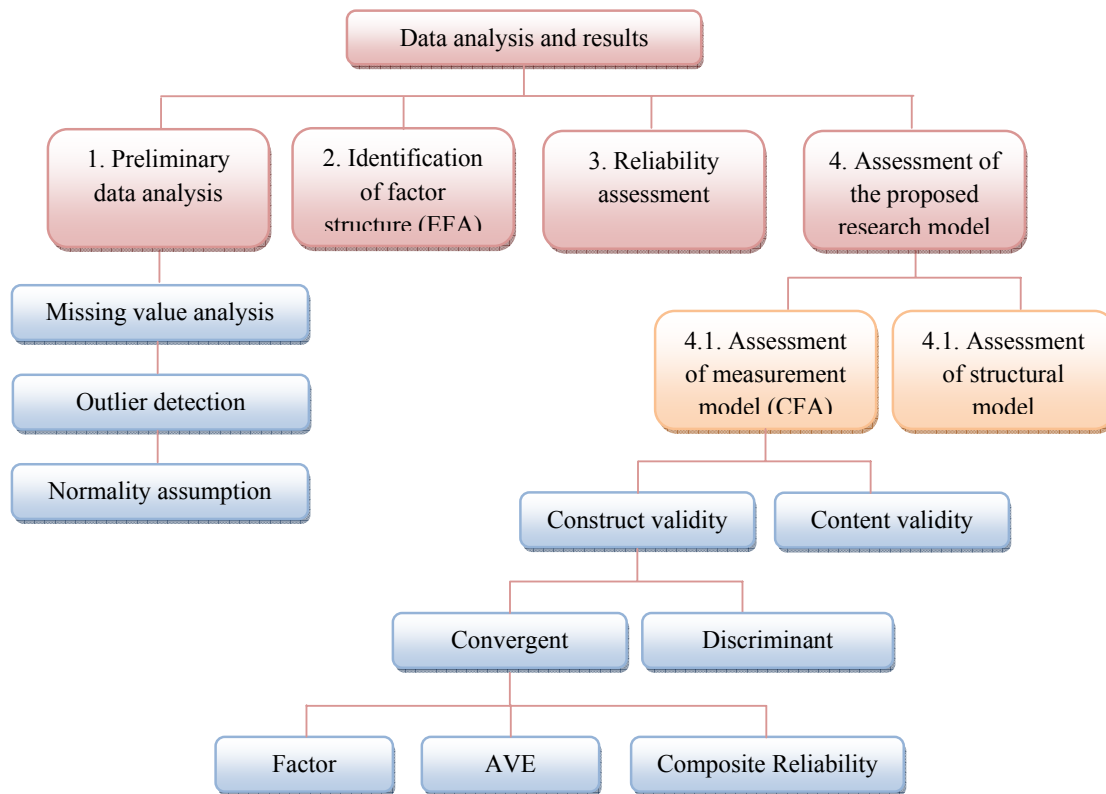 Data analysis and results
1. Preliminary
data analysis
2. Identification
of factor
structure (EFA)
3. Reliability
assessment
4. Assessment of
the proposed
research model
Missing value analysis
Outlier detection
Normality assumption
4.1. Assessment
of measurement
model (CFA)
4.1. Assessment
of structural
model
Construct validity
Content validity
Convergent
Discriminant
Factor
AVE
Composite Reliability